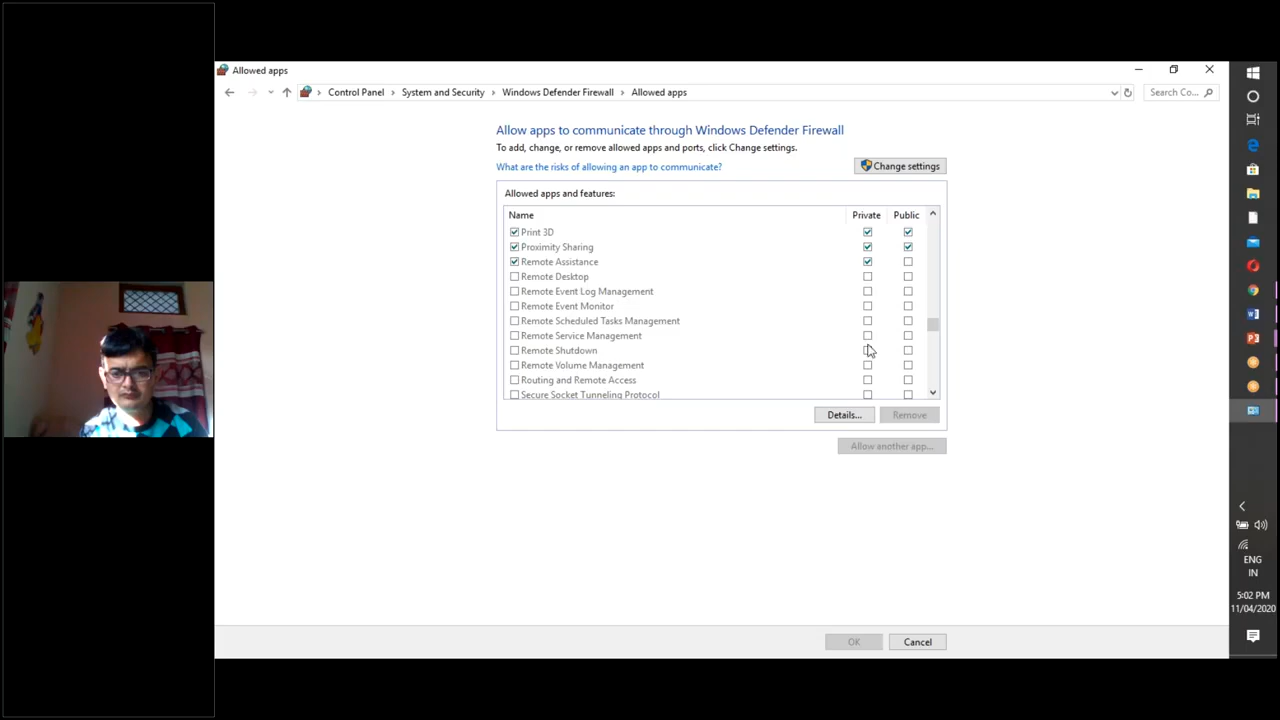 Allowed apps
Control Panel > System and Security > Windows Defender Firewall > Allowed apps
Search Co...
Allow apps to communicate through Windows Defender Firewall
To add, change, or remove allowed apps and ports, click Change settings.
What are the risks of allowing an app to communicate?
Change settings
Allowed apps and features:
Name Private Public
Print 3D
Proximity Sharing
Remote Assistance
Remote Desktop
Remote Event Log Management
Remote Event Monitor
Remote Scheduled Tasks Management
Remote Service Management
Remote Shutdown
Remote Volume Management
Routing and Remote Access
Secure Socket Tunneling Protocol
Details... Remove
Allow another app...
OK Cancel
ENG
IN
5:02 PM
11/04/2020